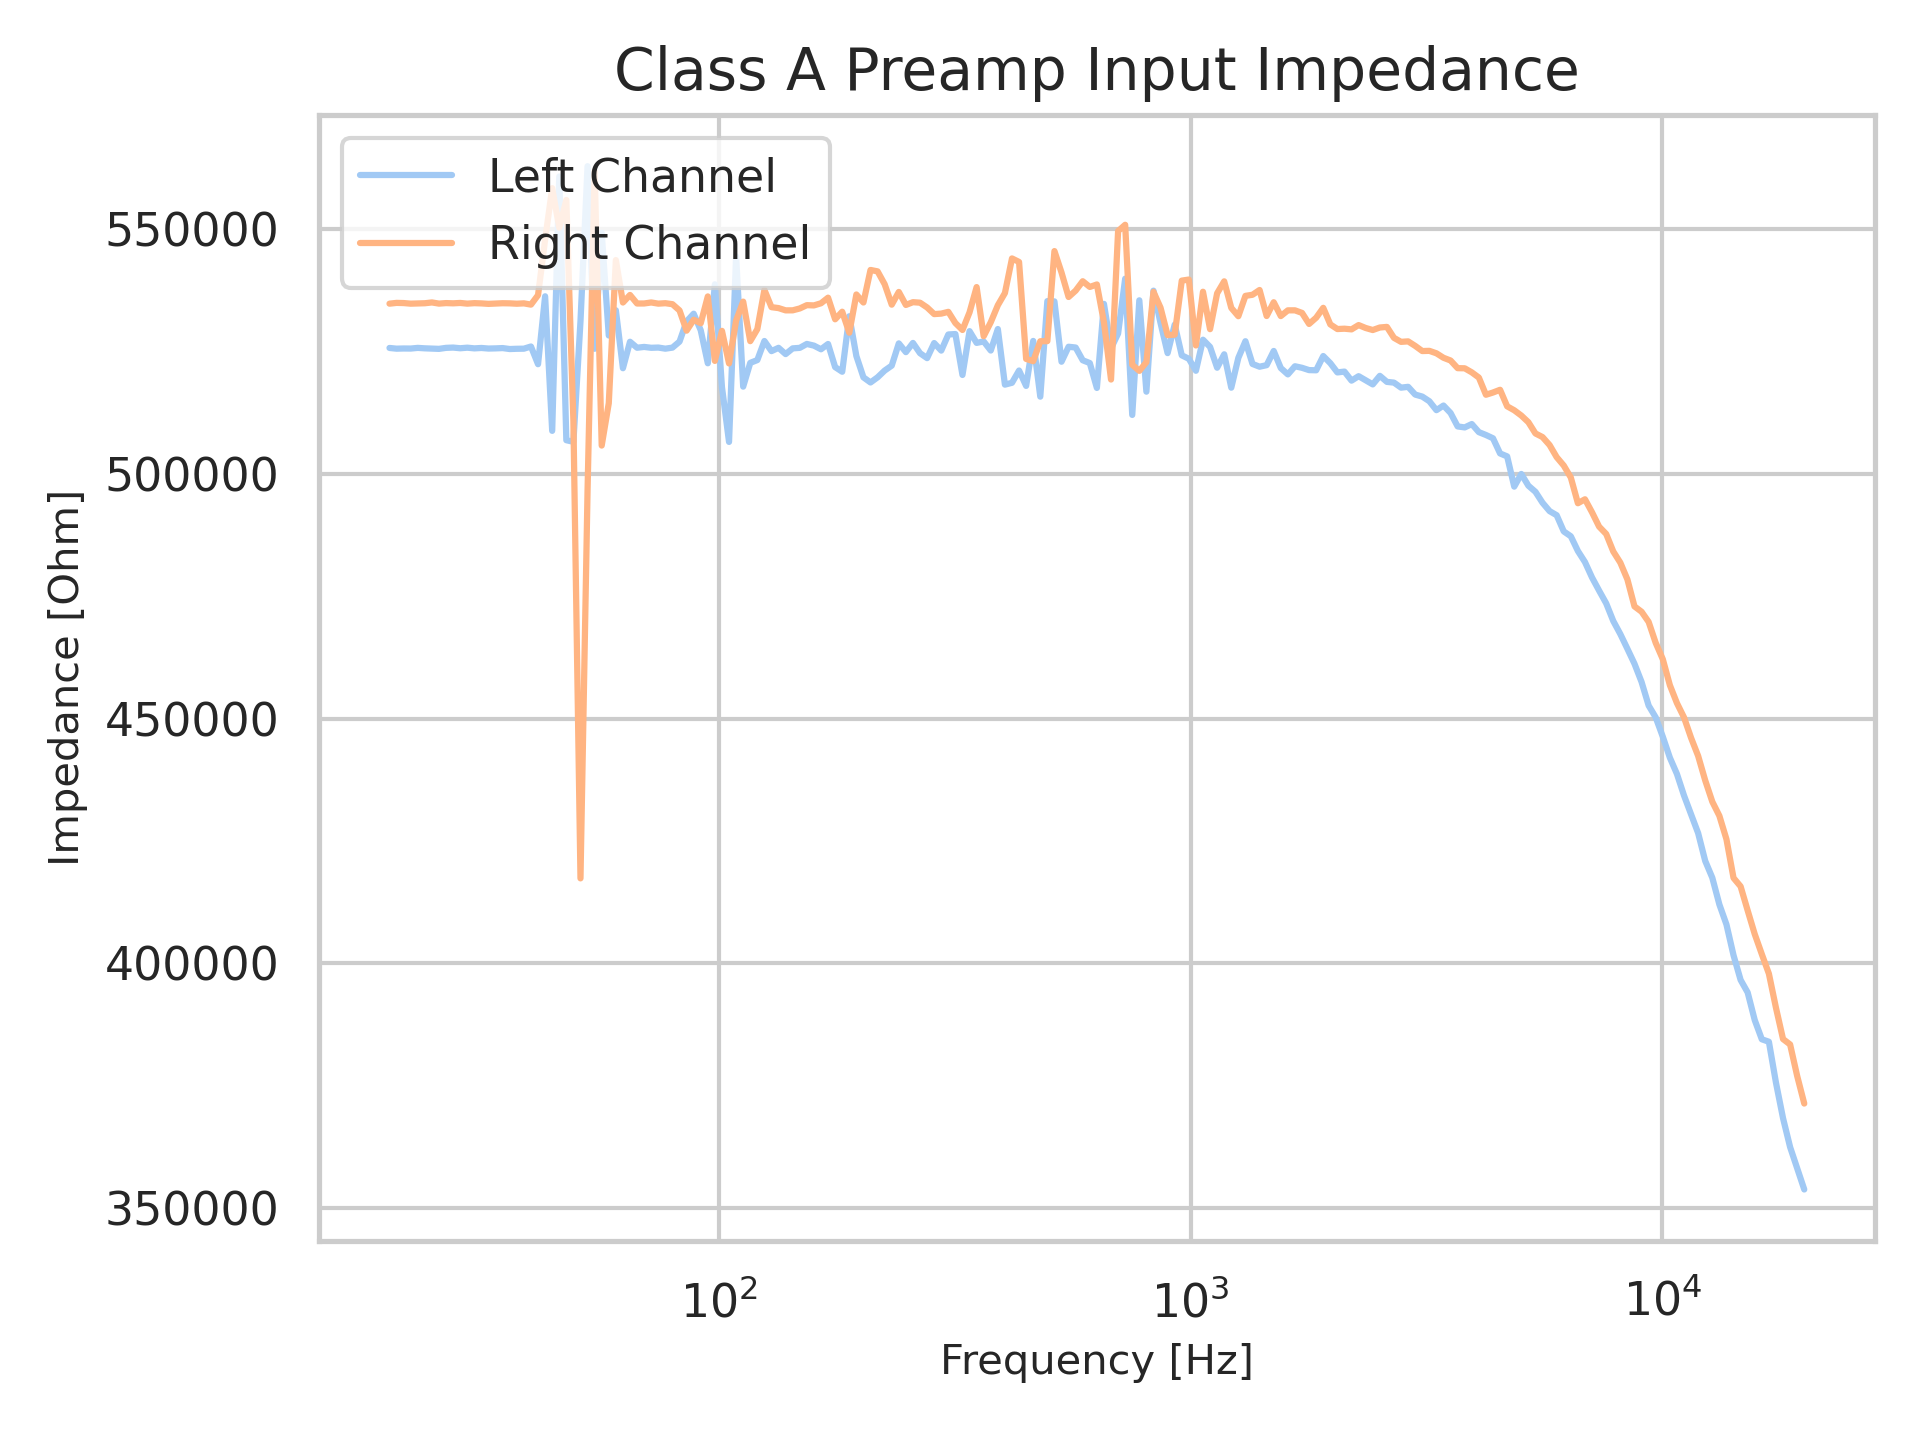 Class A Preamp Input Impedance
Left Channel
Right Channel
550000
500000
450000
400000
350000
Impedance [Ohm]
10² 10³ 10⁴
Frequency [Hz]